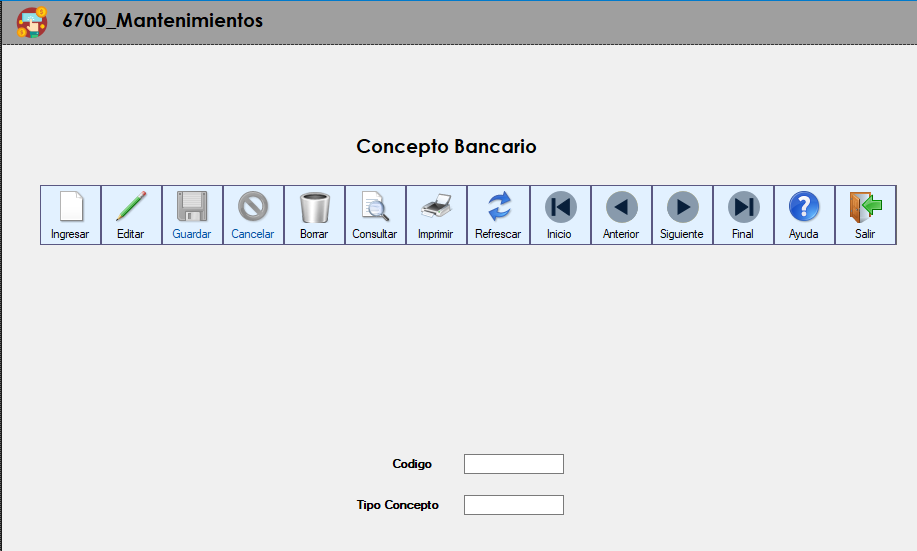 6700_Mantenimientos
Concepto Bancario
Ingresar Editar Guardar Cancelar Borrar Consultar Imprimir Refrescar Inicio Anterior Siguiente Final Ayuda Salir
Codigo
Tipo Concepto